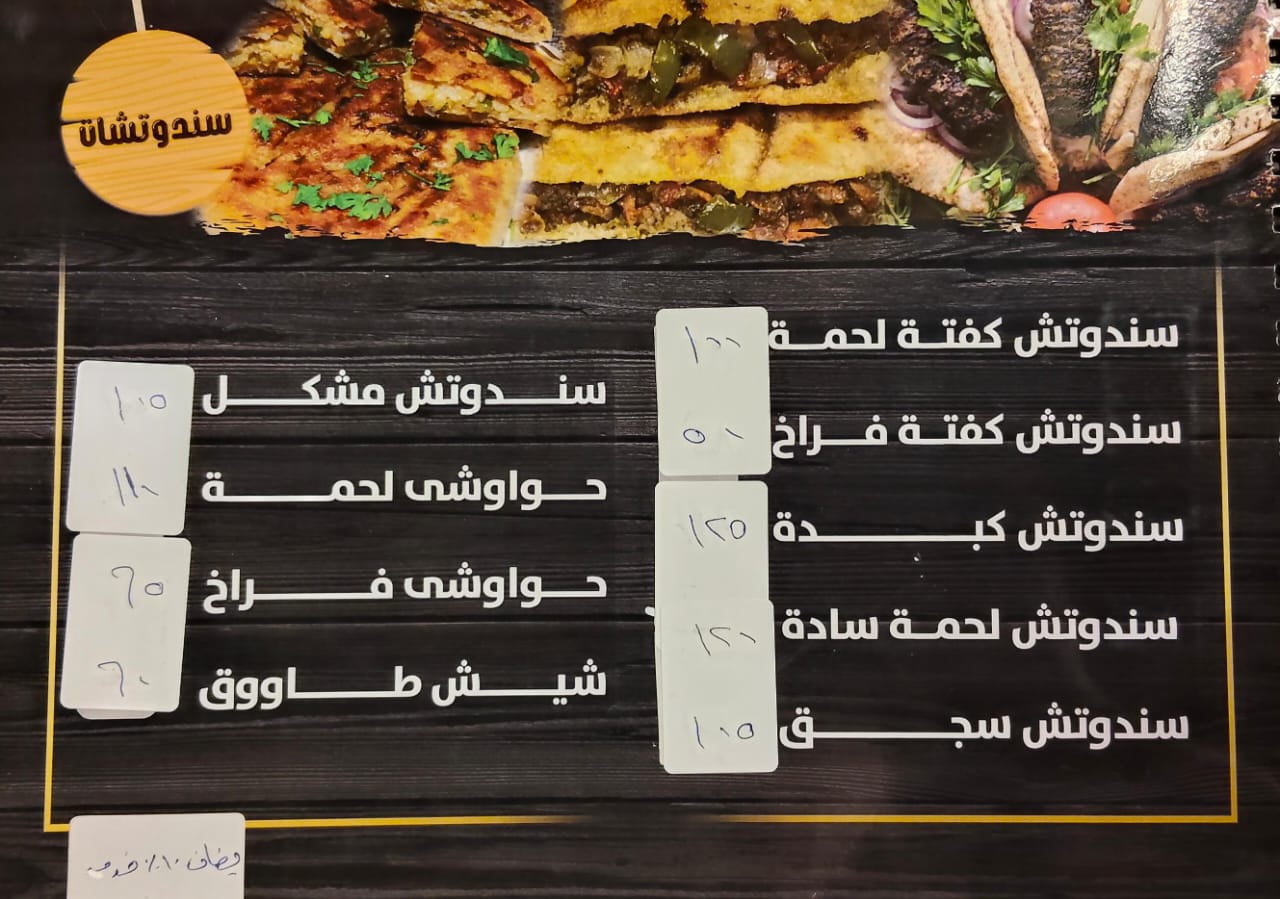 سندوتشات
سندوتش كفتة لحمة ١٠٠
سندوتش كفتة فراخ ٥٠
سندوتش كبدة ١٢٥
سندوتش لحمة سادة ١٢٠
سندوتش سجق ١٠٥
سندوتش مشكل ١٠٥
حواوشى لحمة ١١٠
حواوشى فراخ ٦٥
شيش طاووق ٦٠
يضاف ١٠٪ خدمه